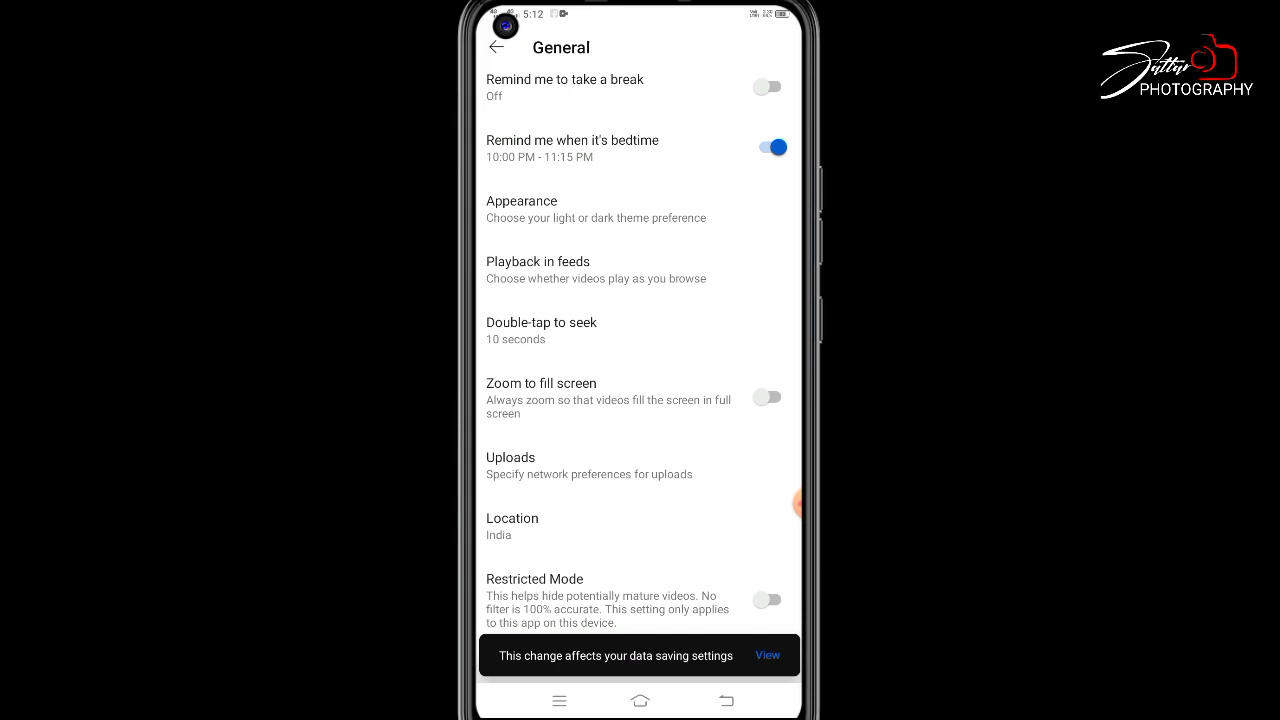 5:12
General
Remind me to take a break
Off
Remind me when it's bedtime
10:00 PM - 11:15 PM
Appearance
Choose your light or dark theme preference
Playback in feeds
Choose whether videos play as you browse
Double-tap to seek
10 seconds
Zoom to fill screen
Always zoom so that videos fill the screen in full
screen
Uploads
Specify network preferences for uploads
Location
India
Restricted Mode
This helps hide potentially mature videos. No
filter is 100% accurate. This setting only applies
to this app on this device.
This change affects your data saving settings View
Sattar
PHOTOGRAPHY